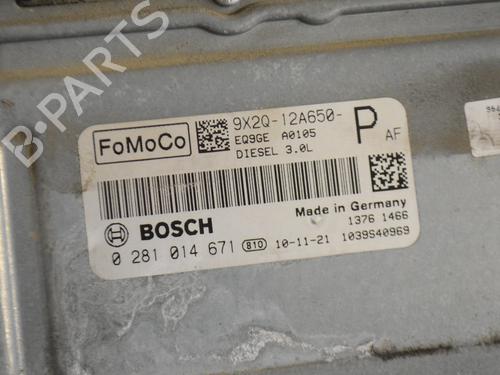 B-PARTS
FoMoCo
9X2Q-12A650- P AF
EQ9GE A0105
DIESEL 3.0L
Made in Germany
BOSCH
1376 1466
0 281 014 671 810 10-11-21 1039S40969